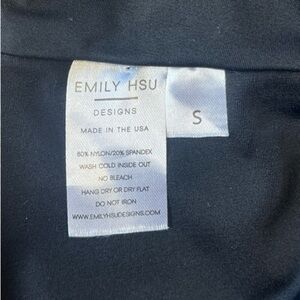 EMILY HSU
DESIGNS
MADE IN THE USA
S
80% NYLON/20% SPANDEX
WASH COLD INSIDE OUT
NO BLEACH
HANG DRY OR DRY FLAT
DO NOT IRON
WWW.EMILYHSUDESIGNS.COM